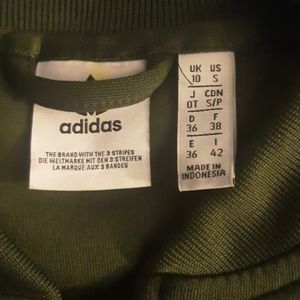 adidas
THE BRAND WITH THE 3 STRIPES
DIE WELTMARKE MIT DEN 3 STREIFEN
LA MARQUE AUX 3 BANDES
UK US
10 S
J CDN
OT S/P
D F
36 38
E I
36 42
MADE IN
INDONESIA